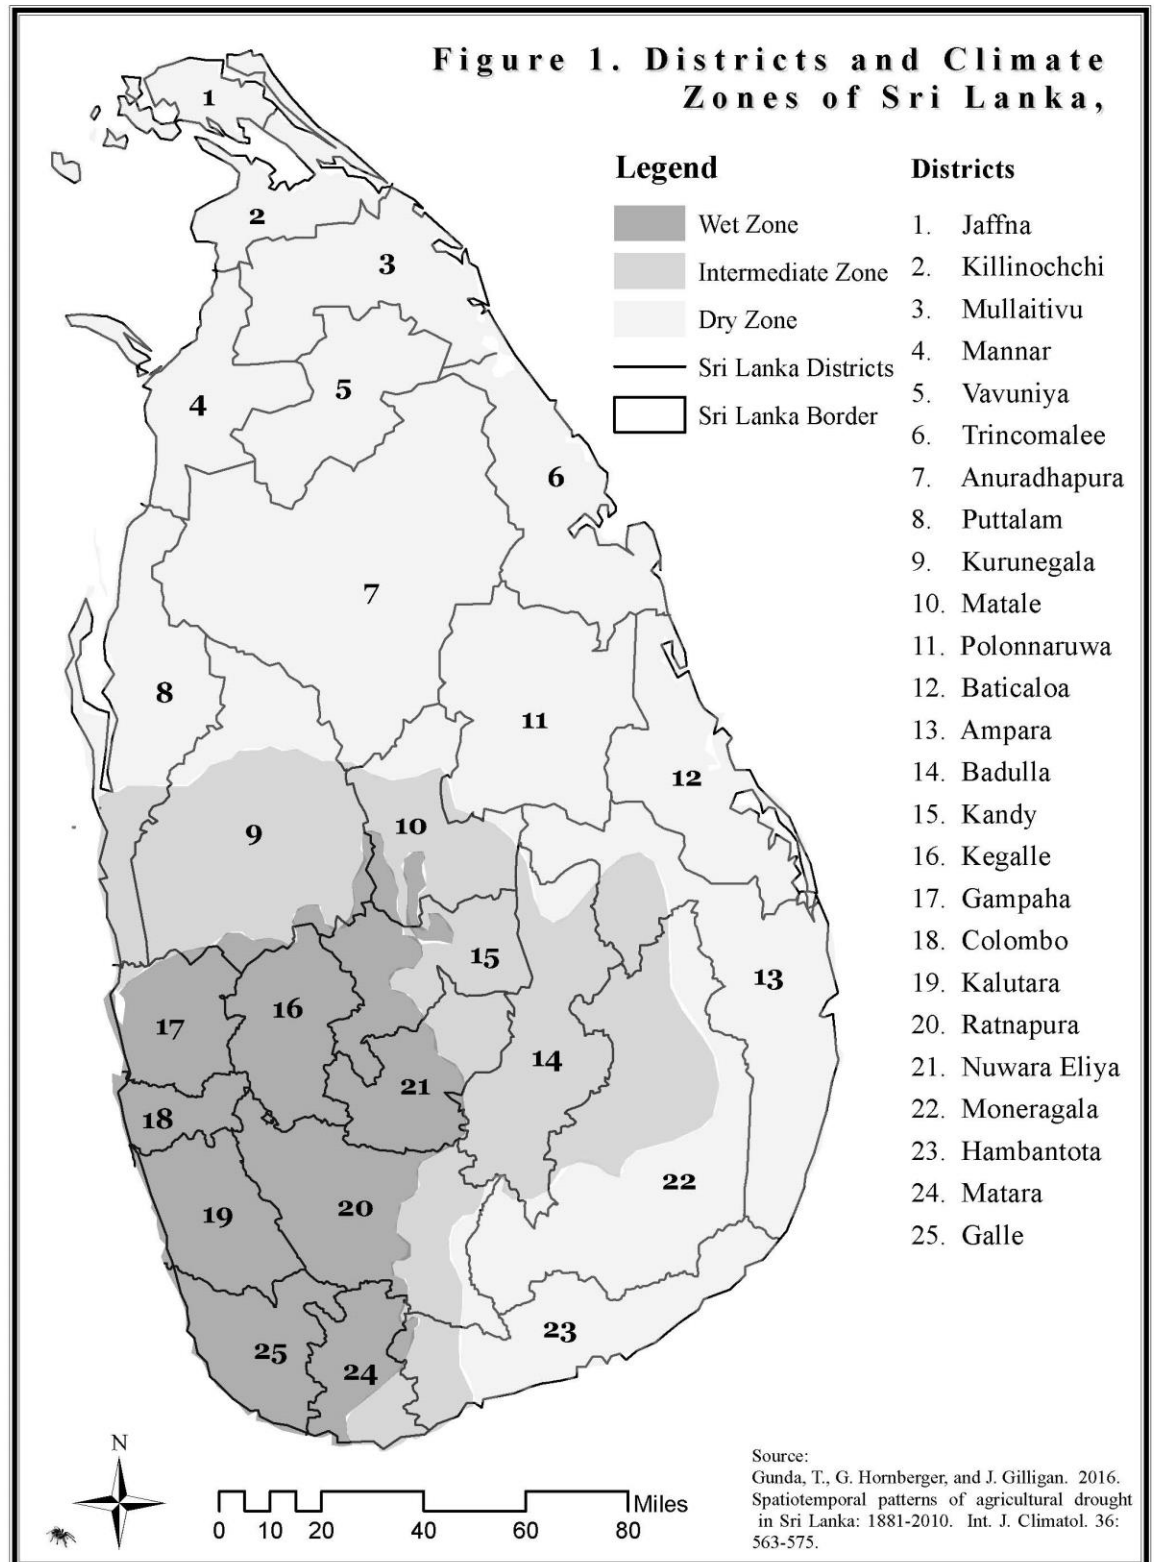 Figure 1. Districts and Climate
Zones of Sri Lanka,
Legend
Wet Zone
Intermediate Zone
Dry Zone
Sri Lanka Districts
Sri Lanka Border
Districts
1. Jaffna
2. Killinochchi
3. Mullaitivu
4. Mannar
5. Vavuniya
6. Trincomalee
7. Anuradhapura
8. Puttalam
9. Kurunegala
10. Matale
11. Polonnaruwa
12. Baticaloa
13. Ampara
14. Badulla
15. Kandy
16. Kegalle
17. Gampaha
18. Colombo
19. Kalutara
20. Ratnapura
21. Nuwara Eliya
22. Moneragala
23. Hambantota
24. Matara
25. Galle
1
2
3
5
4
6
7
8
11
12
10
9
15
13
16
17
14
21
18
22
20
19
23
25
24
N
Miles
0 10 20 40 60 80
Source:
Gunda, T., G. Hornberger, and J. Gilligan. 2016.
Spatiotemporal patterns of agricultural drought
in Sri Lanka: 1881-2010. Int. J. Climatol. 36:
563-575.